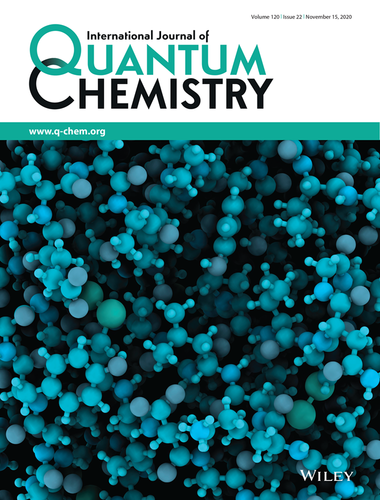 Volume 120 | Issue 22 | November 15, 2020
International Journal of
QUANTUM
CHEMISTRY
www.q-chem.org
WILEY